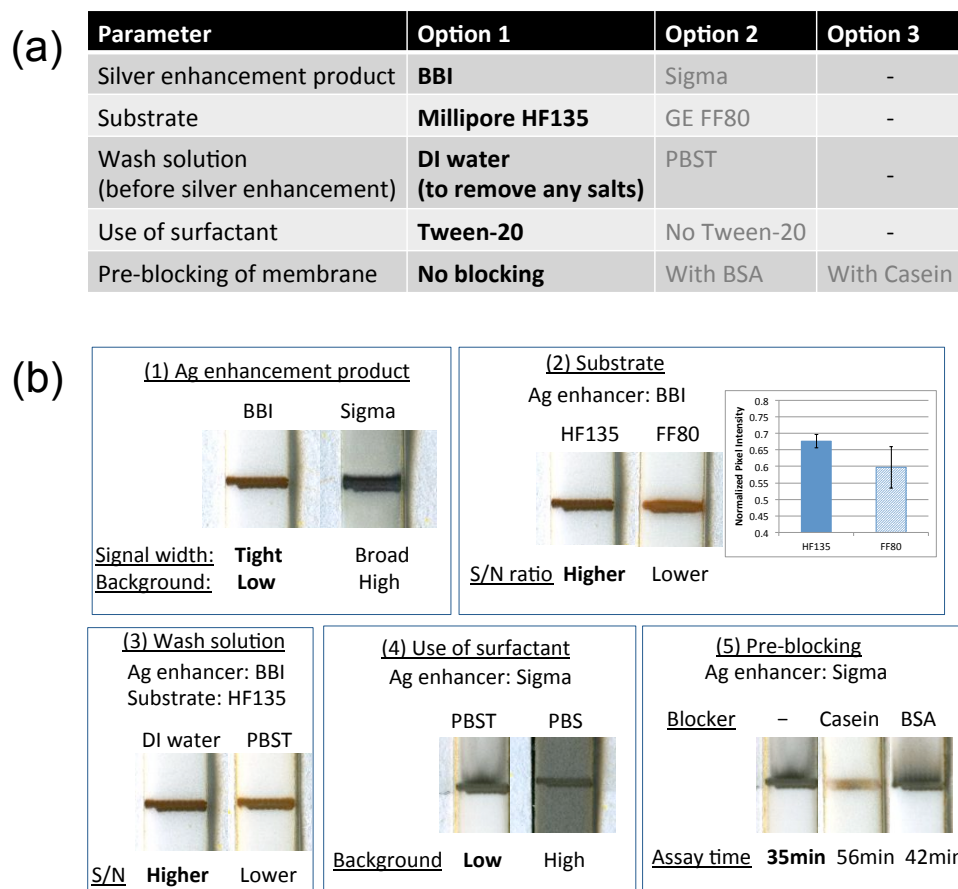 (a)
Parameter Option 1 Option 2 Option 3
Silver enhancement product BBI Sigma -
Substrate Millipore HF135 GE FF80 -
Wash solution DI water PBST
(before silver enhancement) (to remove any salts) -
Use of surfactant Tween-20 No Tween-20 -
Pre-blocking of membrane No blocking With BSA With Casein
(b)
(1) Ag enhancement product
BBI Sigma
Signal width: Tight Broad
Background: Low High
(2) Substrate
Ag enhancer: BBI
HF135 FF80
S/N ratio Higher Lower
Normalized Pixel Intensity
0.8
0.75
0.7
0.65
0.6
0.55
0.5
0.45
0.4
HF135 FF80
(3) Wash solution
Ag enhancer: BBI
Substrate: HF135
DI water PBST
S/N Higher Lower
(4) Use of surfactant
Ag enhancer: Sigma
PBST PBS
Background Low High
(5) Pre-blocking
Ag enhancer: Sigma
Blocker – Casein BSA
Assay time 35min 56min 42min